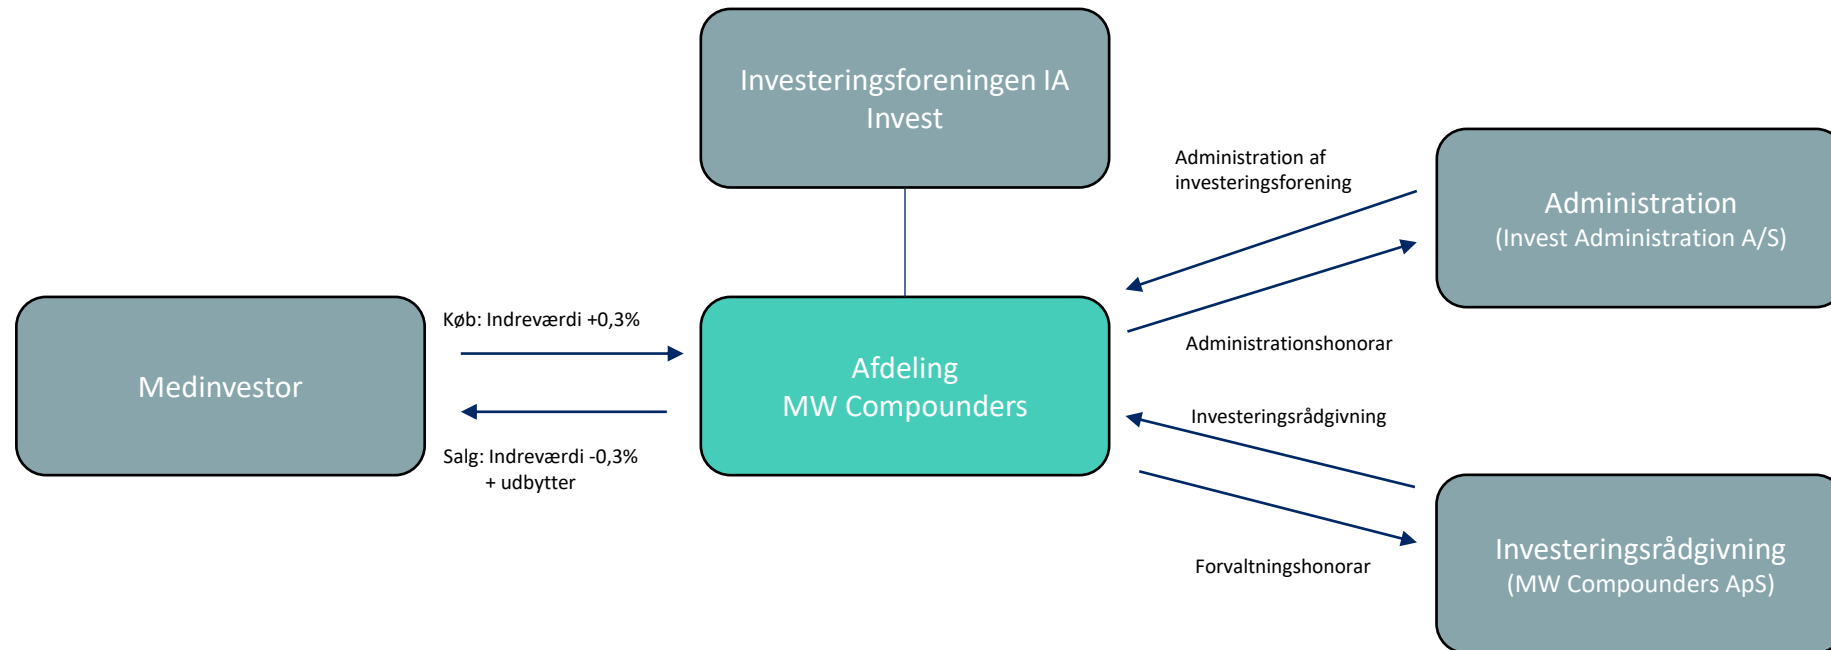 Investeringsforeningen IA
Invest
Administration af
investeringsforening
Administration
(Invest Administration A/S)
Køb: Indreværdi +0,3%
Medinvestor
Afdeling
MW Compounders
Administrationshonorar
Investeringsrådgivning
Salg: Indreværdi -0,3%
+ udbytter
Forvaltningshonorar
Investeringsrådgivning
(MW Compounders ApS)